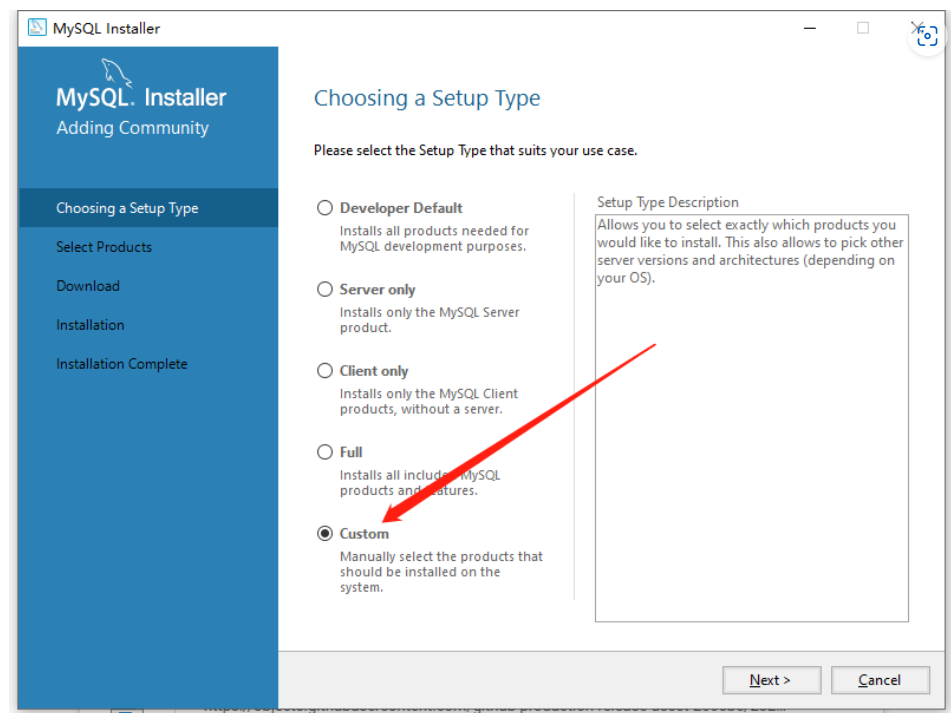 MySQL Installer
MySQL. Installer
Adding Community
Choosing a Setup Type
Select Products
Download
Installation
Installation Complete
Choosing a Setup Type
Please select the Setup Type that suits your use case.
Developer Default
Installs all products needed for
MySQL development purposes.
Server only
Installs only the MySQL Server
product.
Client only
Installs only the MySQL Client
products, without a server.
Full
Installs all included MySQL
products and features.
Custom
Manually select the products that
should be installed on the
system.
Setup Type Description
Allows you to select exactly which products you
would like to install. This also allows to pick other
server versions and architectures (depending on
your OS).
Next >
Cancel